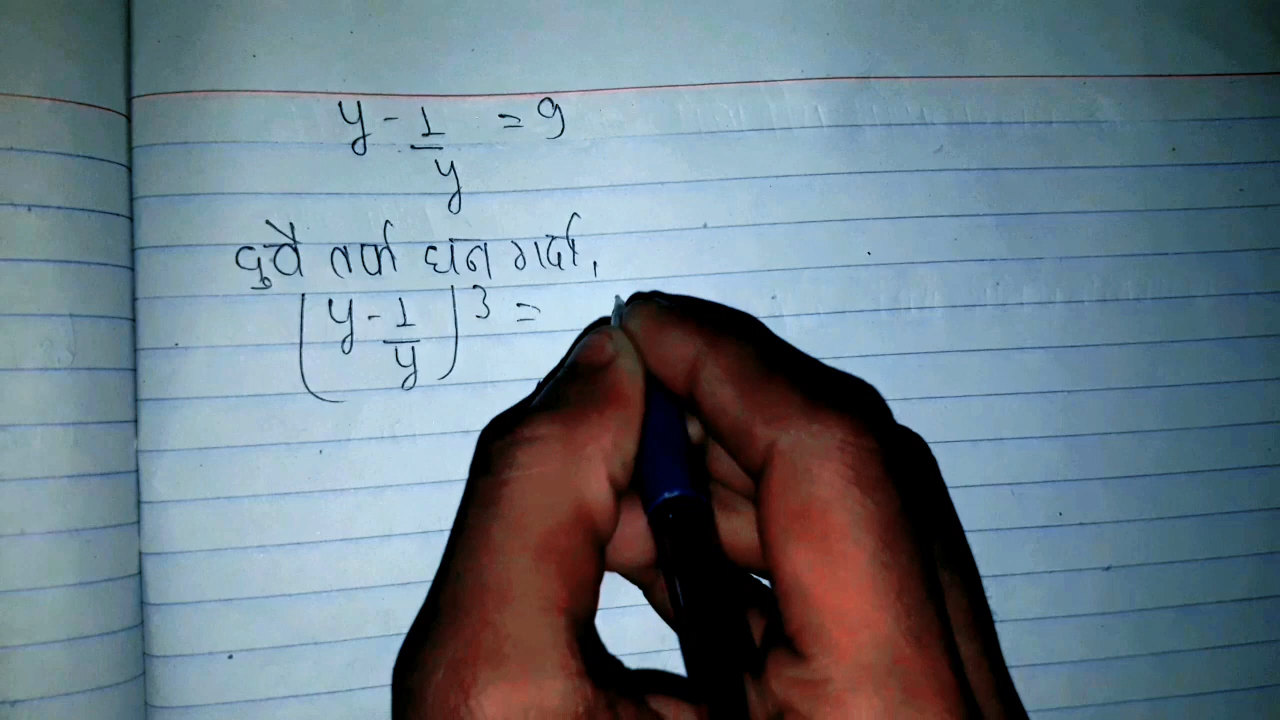 y - 1/y = 9
दुवै तर्फ घन गर्दा,
(y - 1/y)^3 =